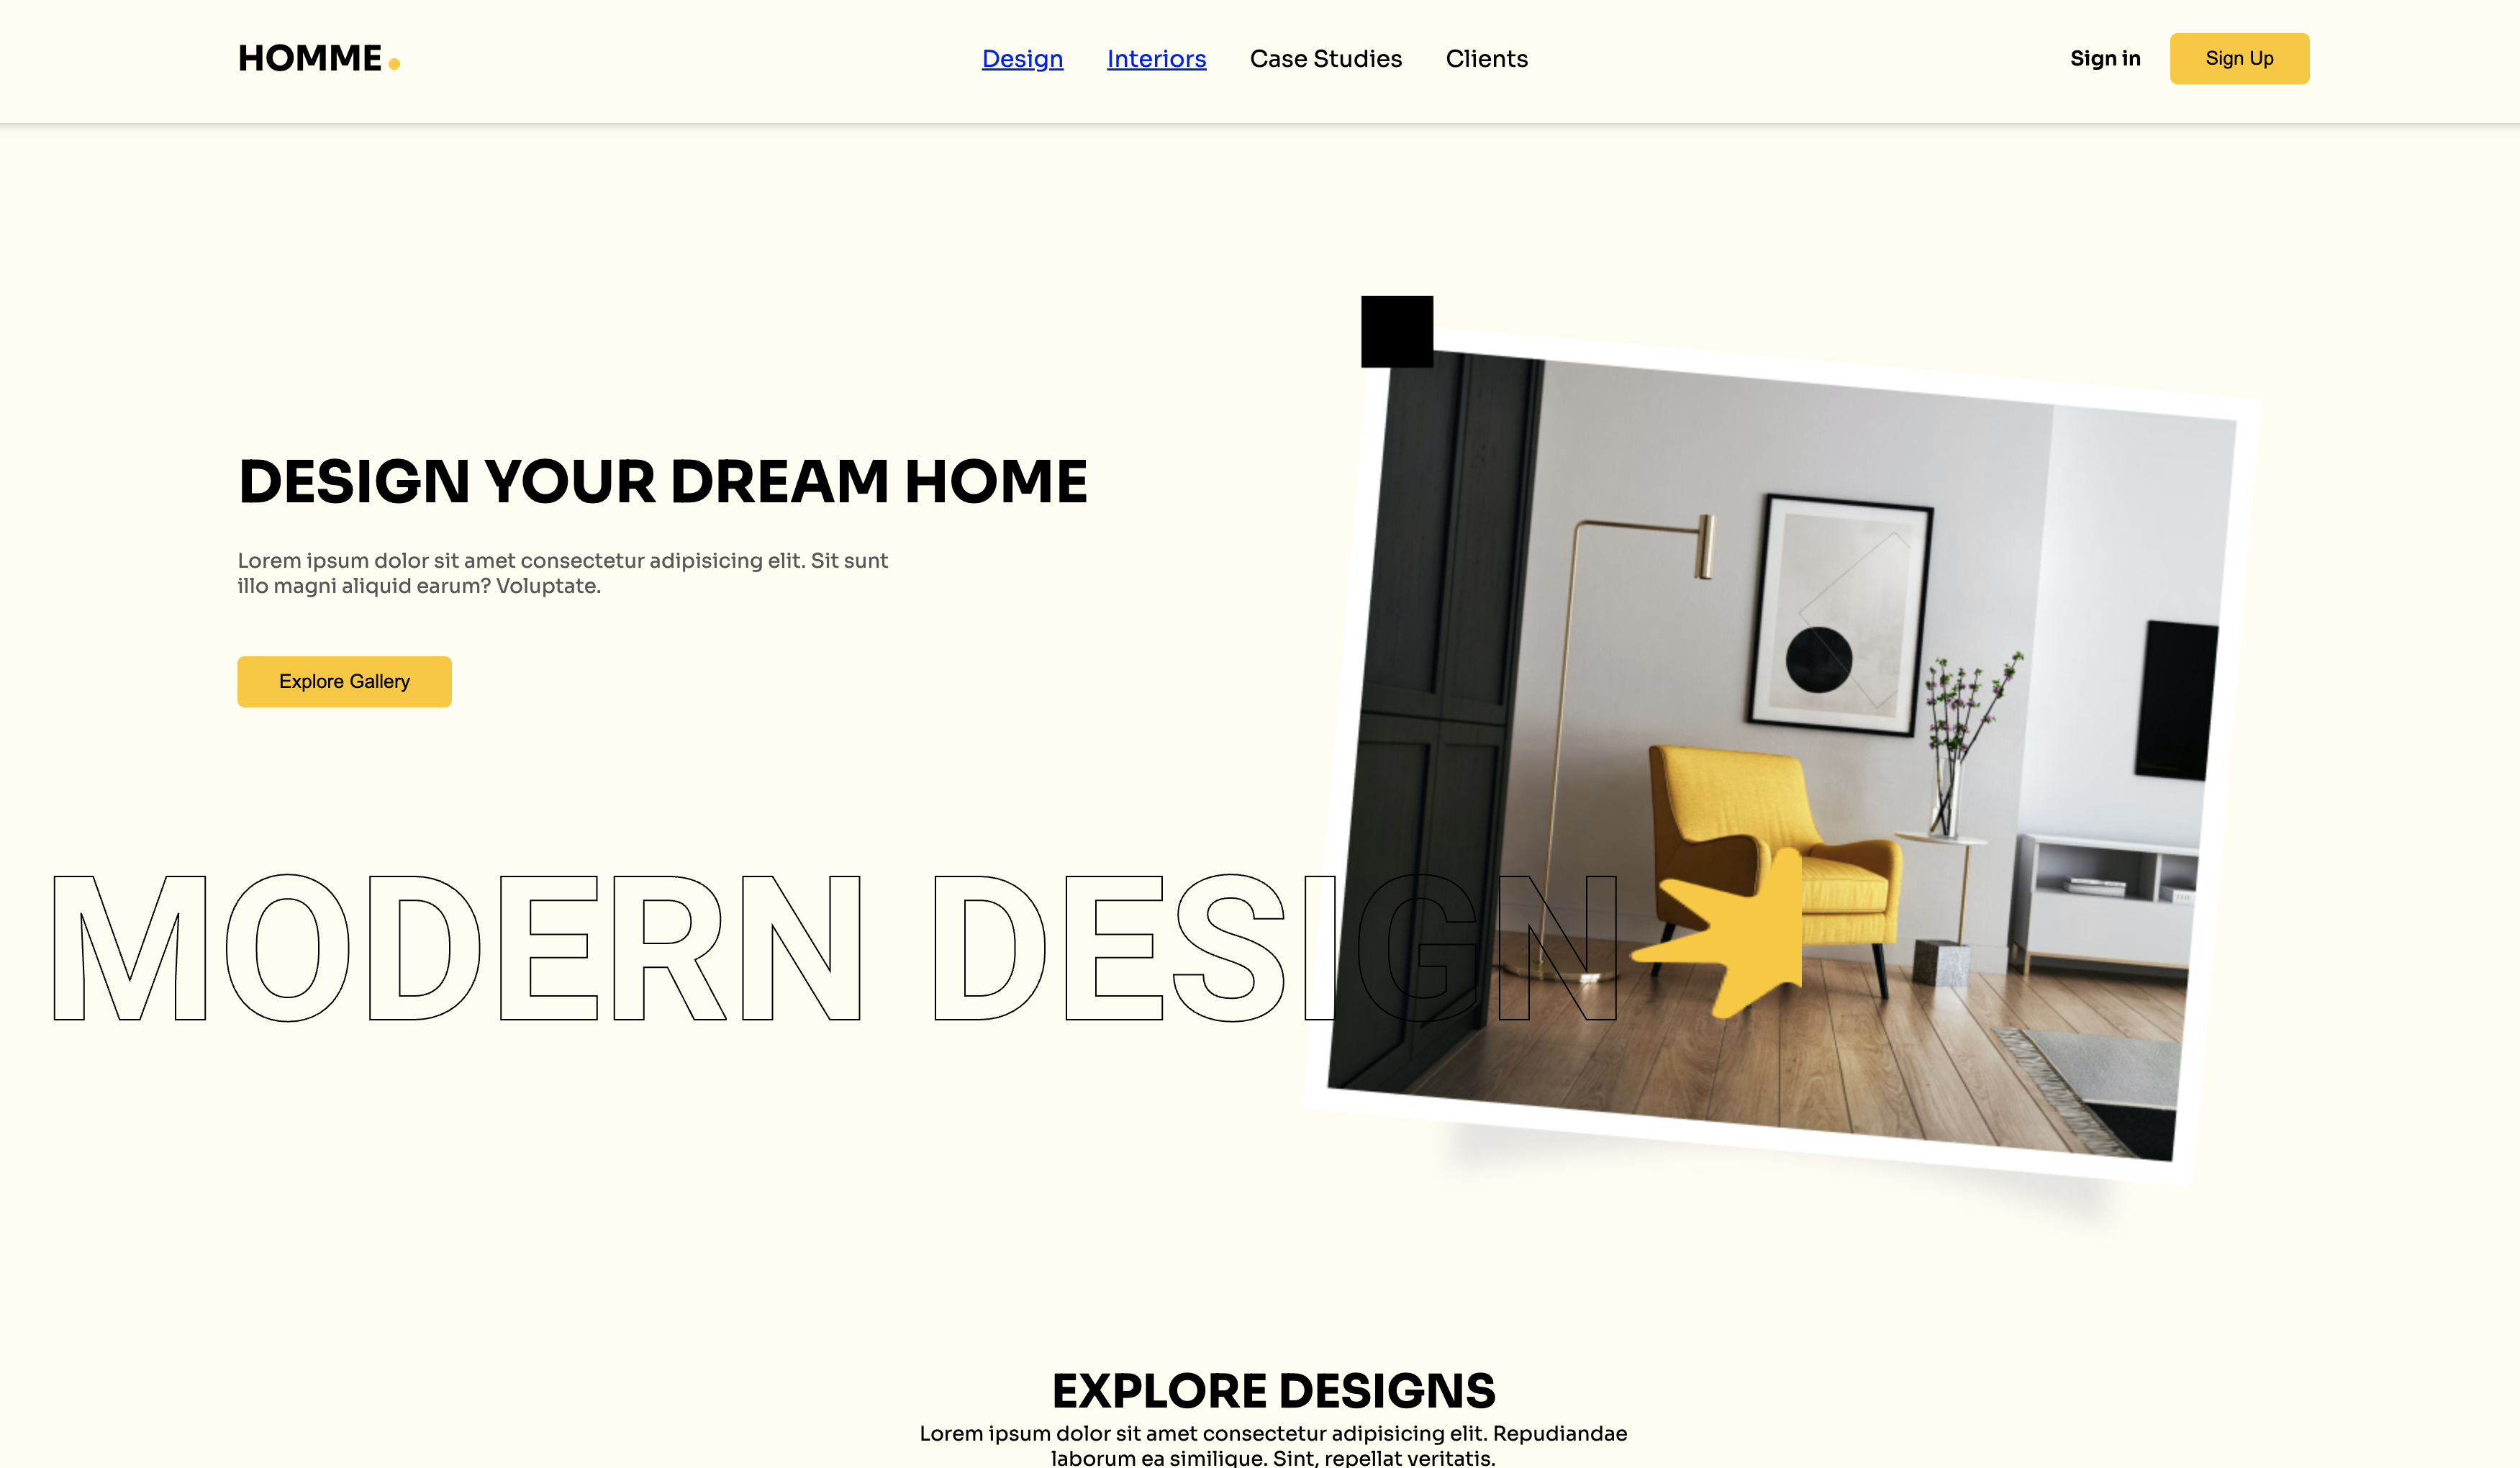 HOMME
Design Interiors Case Studies Clients
Sign in Sign Up
DESIGN YOUR DREAM HOME
Lorem ipsum dolor sit amet consectetur adipisicing elit. Sit sunt
illo magni aliquid earum? Voluptate.
Explore Gallery
MODERN DESIGN
EXPLORE DESIGNS
Lorem ipsum dolor sit amet consectetur adipisicing elit. Repudiandae
laborum ea similique. Sint, repellat veritatis.